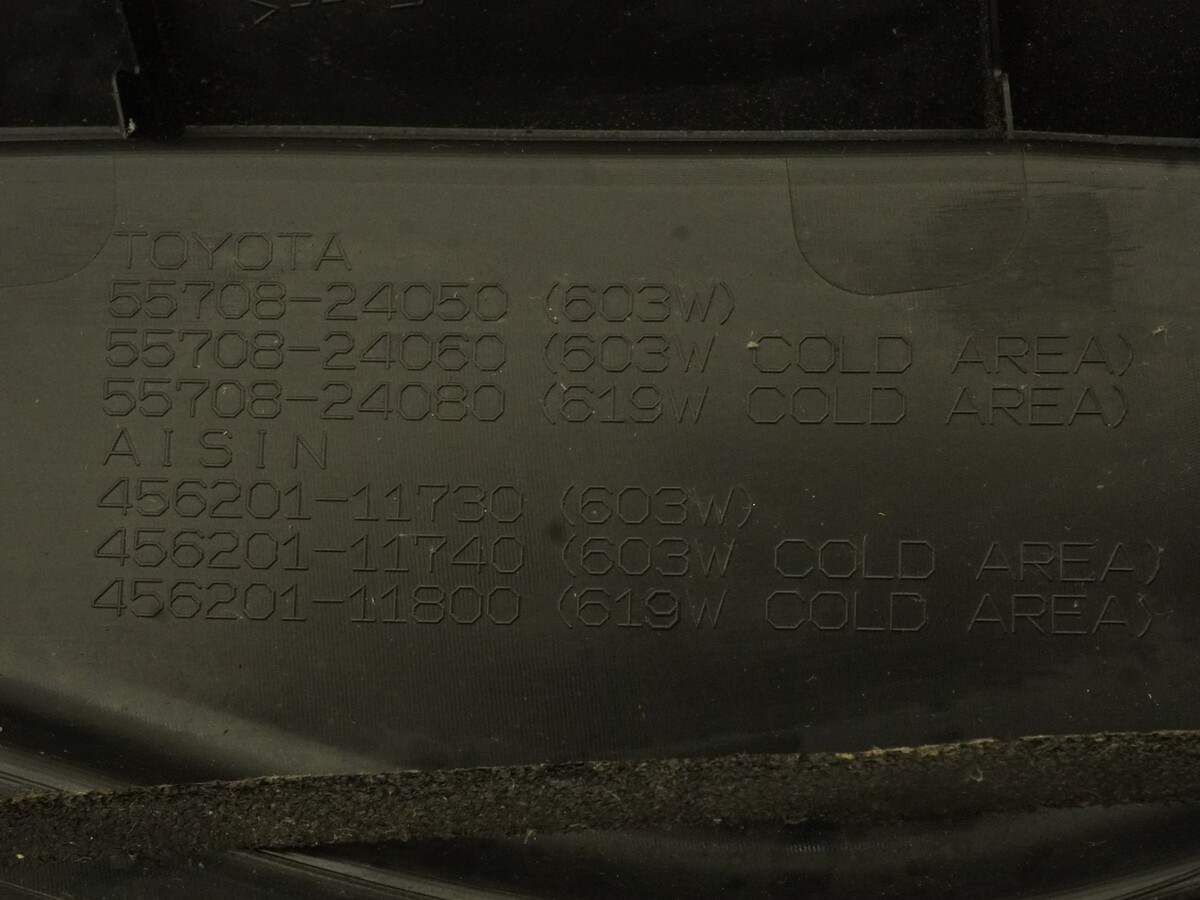 TOYOTA
55708-24050 (603W)
55708-24060 (603W COLD AREA)
55708-24080 (619W COLD AREA)
AISIN
456201-11730 (603W)
456201-11740 (603W COLD AREA)
456201-11800 (619W COLD AREA)